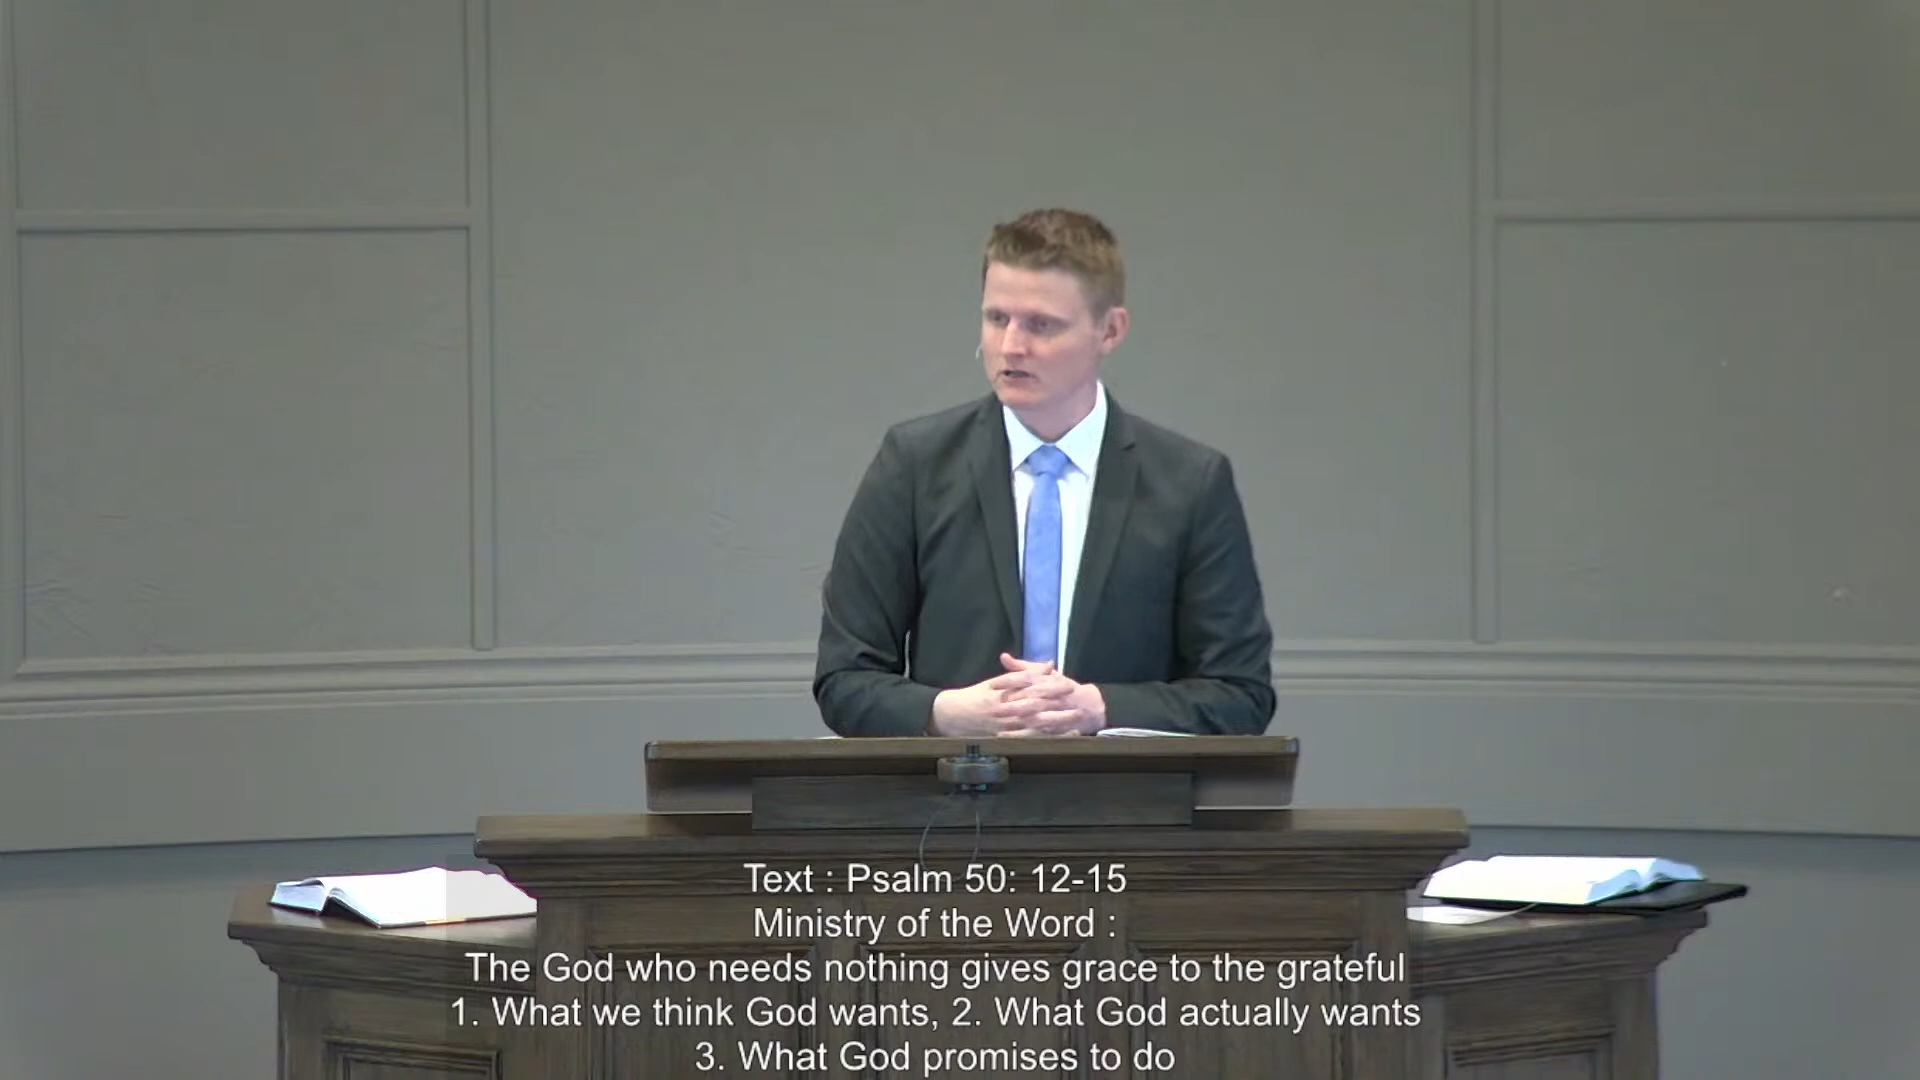 Text : Psalm 50: 12-15
Ministry of the Word :
The God who needs nothing gives grace to the grateful
1. What we think God wants, 2. What God actually wants
3. What God promises to do